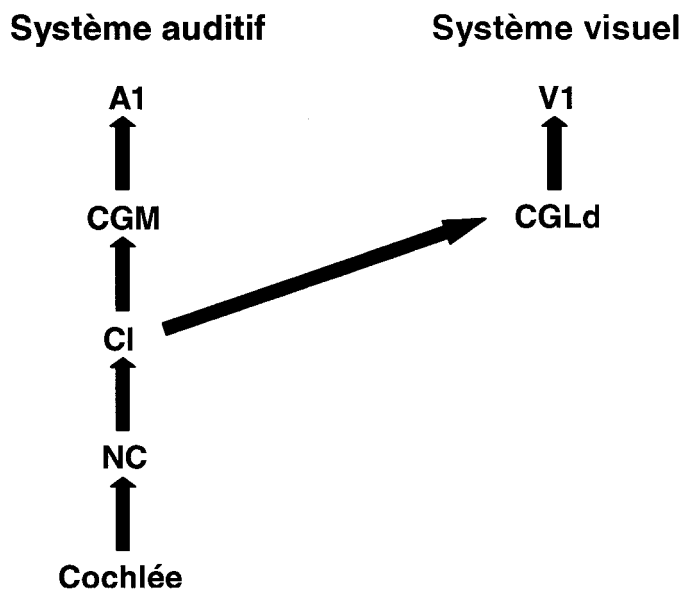 Système auditif Système visuel
A1 V1
CGM CGLd
CI
NC
Cochlée